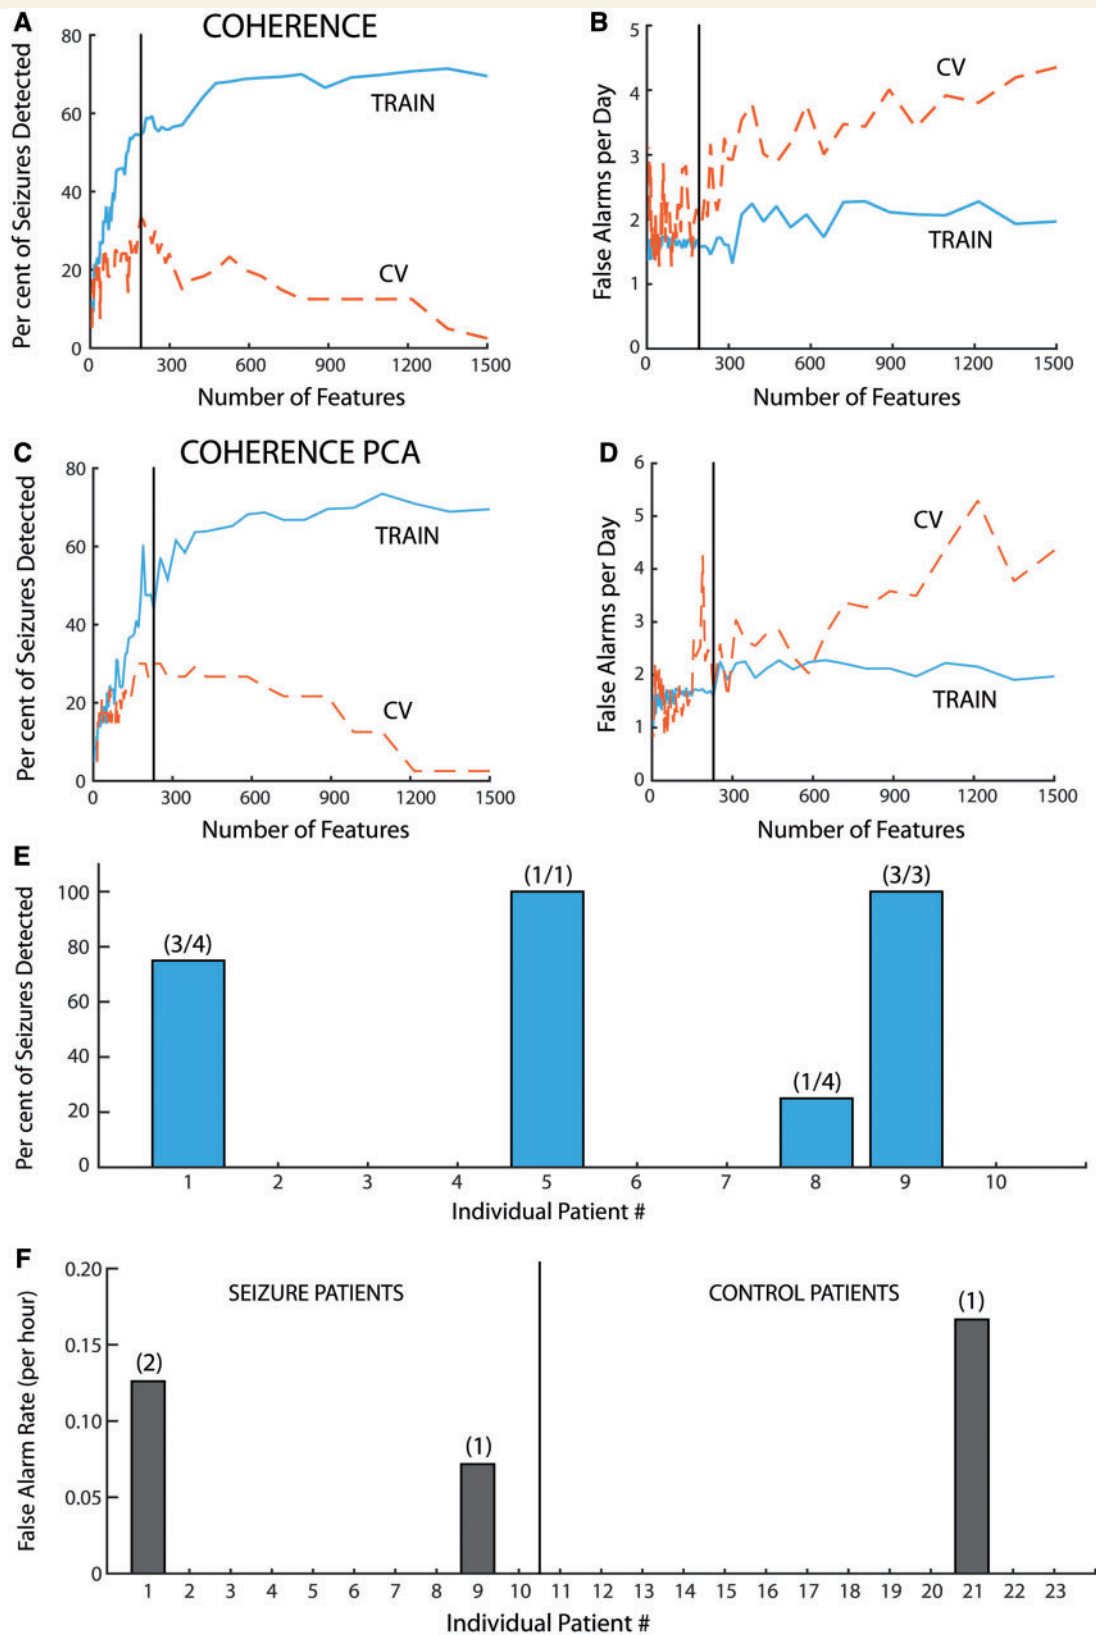 A
COHERENCE
Per cent of Seizures Detected
80
60
40
20
0
TRAIN
CV
0 300 600 900 1200 1500
Number of Features
B
False Alarms per Day
5
4
3
2
1
0
CV
TRAIN
0 300 600 900 1200 1500
Number of Features
C
COHERENCE PCA
Per cent of Seizures Detected
80
60
40
20
0
TRAIN
CV
0 300 600 900 1200 1500
Number of Features
D
False Alarms per Day
6
5
4
3
2
1
0
CV
TRAIN
0 300 600 900 1200 1500
Number of Features
E
Per cent of Seizures Detected
100
80
60
40
20
0
(3/4)
(1/1)
(1/4)
(3/3)
1 2 3 4 5 6 7 8 9 10
Individual Patient #
F
False Alarm Rate (per hour)
0.20
0.15
0.10
0.05
0
SEIZURE PATIENTS
CONTROL PATIENTS
(2)
(1)
(1)
1 2 3 4 5 6 7 8 9 10 11 12 13 14 15 16 17 18 19 20 21 22 23
Individual Patient #